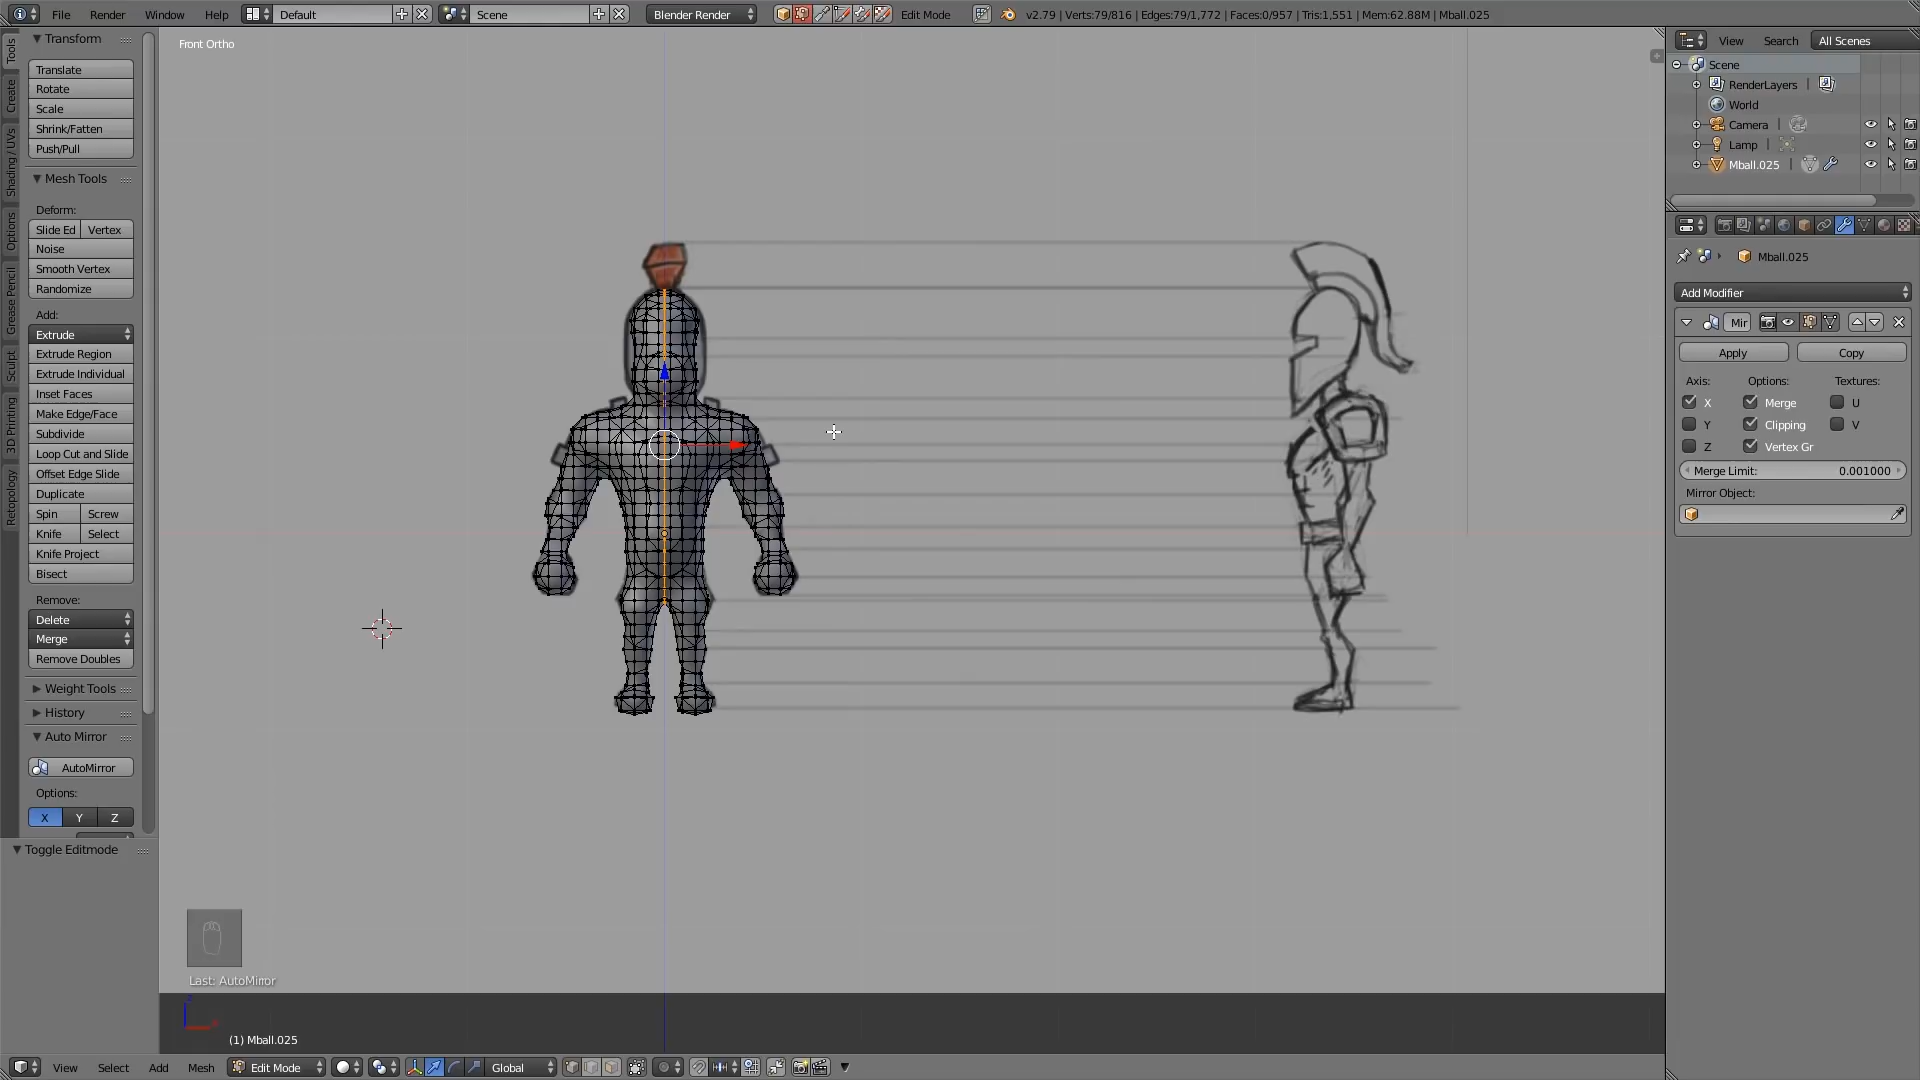 File Render Window Help Default Scene Blender Render Edit Mode v2.79 | Verts:79/816 | Edges:79/1,772 | Faces:0/957 | Tris:1,551 | Mem:62.88M | Mball.025
Tools
Create
Shading / UVs
Options
Grease Pencil
Sculpt
3D Printing
Retopology
Transform
Translate
Rotate
Scale
Shrink/Fatten
Push/Pull
Mesh Tools
Deform:
Slide Ed Vertex
Noise
Smooth Vertex
Randomize
Add:
Extrude
Extrude Region
Extrude Individual
Inset Faces
Make Edge/Face
Subdivide
Loop Cut and Slide
Offset Edge Slide
Duplicate
Spin Screw
Knife Select
Knife Project
Bisect
Remove:
Delete
Merge
Remove Doubles
Weight Tools
History
Auto Mirror
AutoMirror
Options:
X Y Z
Toggle Editmode
Front Ortho
Last: AutoMirror
(1) Mball.025
View Select Add Mesh Edit Mode Global
View Search All Scenes
Scene
RenderLayers |
World
Camera |
Lamp |
Mball.025 |
Mball.025
Add Modifier
Mir
Apply Copy
Axis: Options: Textures:
X Merge U
Y Clipping V
Z Vertex Gr
Merge Limit: 0.001000
Mirror Object: